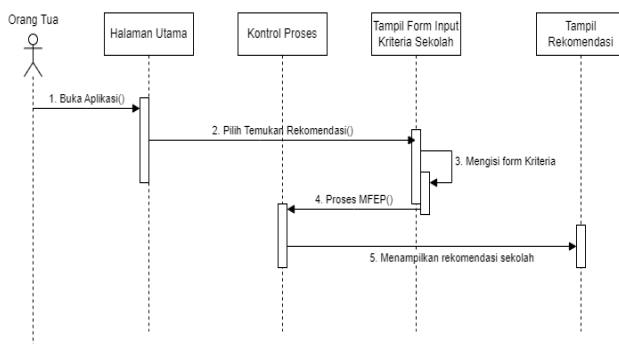 Orang Tua
Halaman Utama
Kontrol Proses
Tampil Form Input
Kriteria Sekolah
Tampil
Rekomendasi
1. Buka Aplikasi()
2. Pilih Temukan Rekomendasi()
3. Mengisi form Kriteria
4. Proses MFEP()
5. Menampilkan rekomendasi sekolah